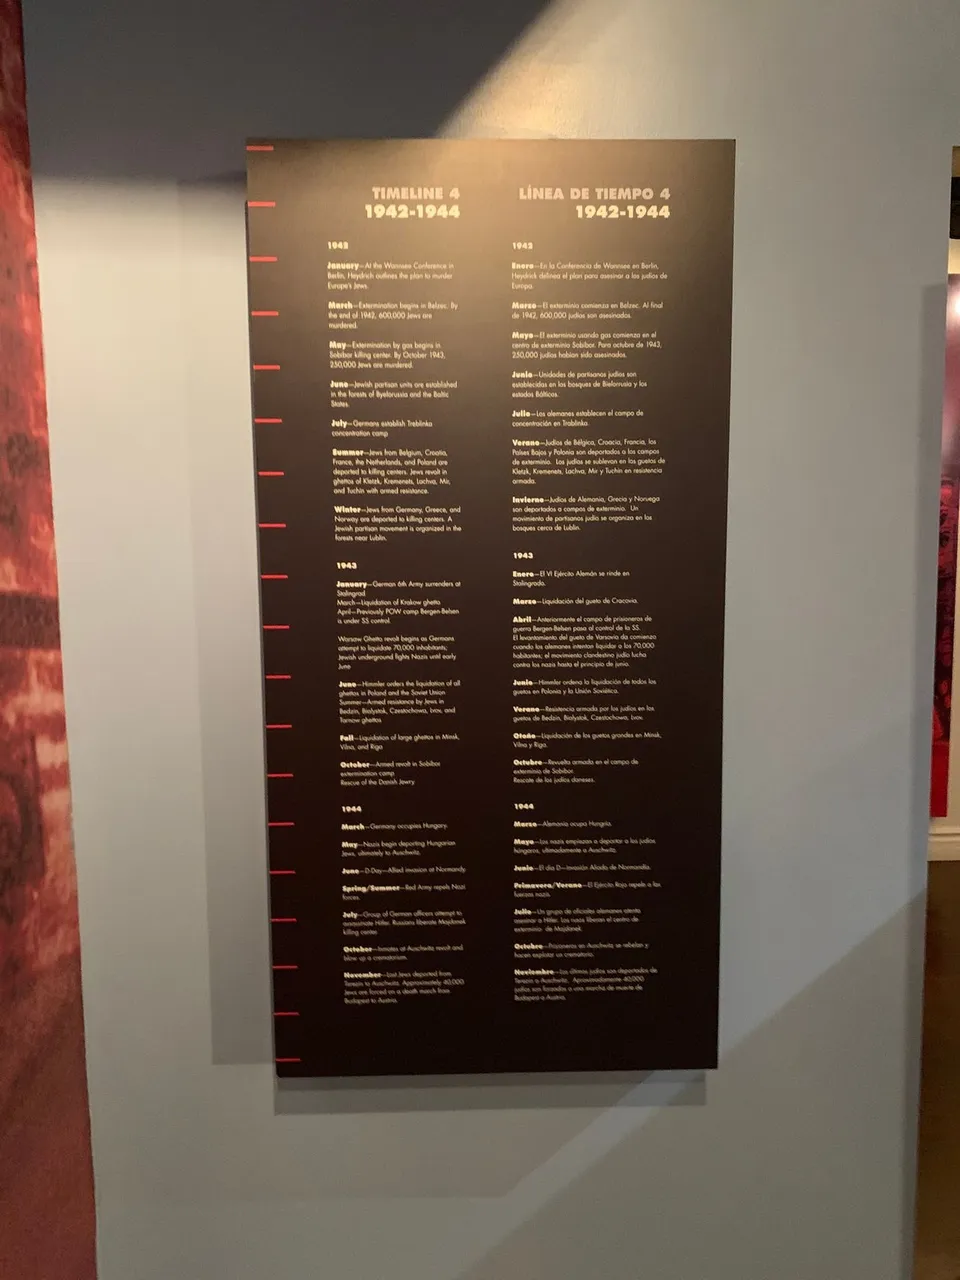 TIMELINE 4
1942-1944
1942
January—At the Wannsee Conference in
Berlin, Heydrich outlines the plan to murder
Europe's Jews.
March—Extermination begins in Belzec. By
the end of 1942, 600,000 Jews are
murdered.
May—Extermination by gas begins in
Sobibor killing center. By October 1943,
250,000 Jews are murdered.
June—Jewish partisan units are established
in the forests of Byelorussia and the Baltic
States.
July—Germans establish Treblinka
concentration camp
Summer—Jews from Belgium, Croatia,
France, the Netherlands, and Poland are
deported to killing centers. Jews revolt in
ghettos of Kletzk, Kremenets, Lachva, Mir,
and Tuchin with armed resistance.
Winter—Jews from Germany, Greece, and
Norway are deported to killing centers. A
Jewish partisan movement is organized in the
forests near Lublin.
1943
January—German 6th Army surrenders at
Stalingrad
March—Liquidation of Krakow ghetto
April—Previously POW camp Bergen-Belsen
is under SS control.
Warsaw Ghetto revolt begins as Germans
attempt to liquidate 70,000 inhabitants;
Jewish underground fights Nazis until early
June
June—Himmler orders the liquidation of all
ghettos in Poland and the Soviet Union
Summer—Armed resistance by Jews in
Bedzin, Bialystok, Czestochowa, Lvov, and
Tarnow ghettos
Fall—Liquidation of large ghettos in Minsk,
Vilna, and Riga
October—Armed revolt in Sobibor
extermination camp
Rescue of the Danish Jewry
1944
March—Germany occupies Hungary.
May—Nazis begin deporting Hungarian
Jews, ultimately to Auschwitz.
June—D-Day—Allied invasion at Normandy.
Spring/Summer—Red Army repels Nazi
forces.
July—Group of German officers attempt to
assassinate Hitler. Russians liberate Majdanek
killing center.
October—Inmates at Auschwitz revolt and
blow up a crematorium.
November—Last Jews deported from
Terezin to Auschwitz. Approximately 40,000
Jews are forced on a death march from
Budapest to Austria.
LÍNEA DE TIEMPO 4
1942-1944
1942
Enero—En la Conferencia de Wannsee en Berlin,
Heydrick delinea el plan para asesinar a los judíos de
Europa.
Marzo—El exterminio comienza en Belzec. Al final
de 1942, 600,000 judíos son asesinados.
Mayo—El exterminio usando gas comienza en el
centro de exterminio Sobibor. Para octubre de 1943,
250,000 judíos habían sido asesinados.
Junio—Unidades de partisanos judíos son
establecidas en los bosques de Bielorrusia y los
estados Bálticos.
Julio—Los alemanes establecen el campo de
concentración en Treblinka.
Verano—Judíos de Bélgica, Croacia, Francia, los
Países Bajos y Polonia son deportados a los campos
de exterminio. Los judíos se sublevan en los guetos de
Kletzk, Kremenets, Lachva, Mir y Tuchin en resistencia
armada.
Invierno—Judíos de Alemania, Grecia y Noruega
son deportados a campos de exterminio. Un
movimiento de partisanos judío se organiza en los
bosques cerca de Lublin.
1943
Enero—El VI Ejército Alemán se rinde en
Stalingrado.
Marzo—Liquidación del gueto de Cracovia.
Abril—Anteriormente el campo de prisioneros de
guerra Bergen-Belsen pasa al control de la SS.
El levantamiento del gueto de Varsovia da comienzo
cuando los alemanes intentan liquidar a los 70,000
habitantes; el movimiento clandestino judío lucha
contra los nazis hasta el principio de junio.
Junio—Himmler ordena la liquidación de todos los
guetos en Polonia y la Unión Soviética.
Verano—Resistencia armada por los judíos en los
guetos de Bedzin, Bialystok, Czestochowa, Lvov.
Otoño—Liquidación de los guetos grandes en Minsk,
Vilna y Riga.
Octubre—Revuelta armada en el campo de
exterminio de Sobibor.
Rescate de los judíos daneses.
1944
Marzo—Alemania ocupa Hungría.
Mayo—Los nazis empiezan a deportar a los judíos
húngaros, ultimadamente a Auschwitz.
Junio—El día D—invasión Aliada de Normandía.
Primavera/Verano—El Ejército Rojo repele a las
fuerzas nazis.
Julio—Un grupo de oficiales alemanes atenta
asesinar a Hitler. Los rusos liberan el centro de
exterminio de Majdanek.
Octubre—Prisioneros en Auschwitz se rebelan y
hacen explotar un crematorio.
Noviembre—Los últimos judíos son deportados de
Terezin a Auschwitz. Aproximadamente 40,000
judíos son forzados a una marcha de muerte de
Budapest a Austria.